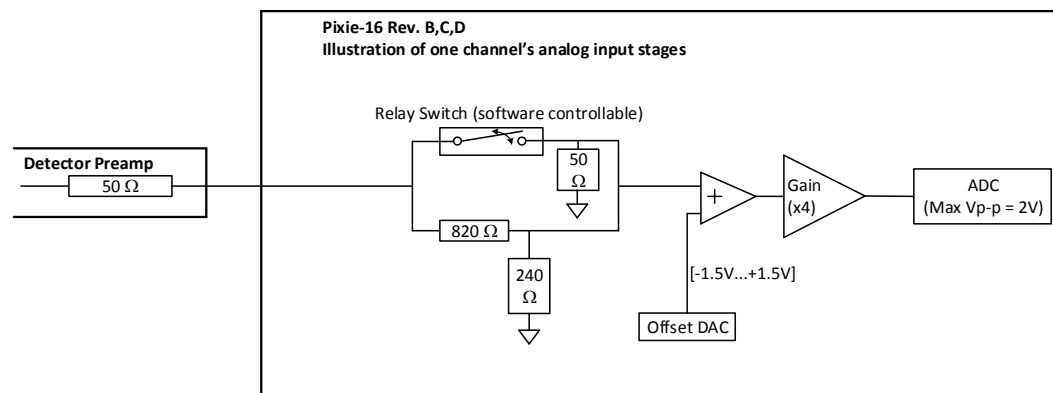 Pixie-16 Rev. B,C,D
Illustration of one channel’s analog input stages
Relay Switch (software controllable)
Detector Preamp
50 Ω
50
Ω
820 Ω
240
Ω
+
Gain
(x4)
ADC
(Max Vp-p = 2V)
[-1.5V...+1.5V]
Offset DAC